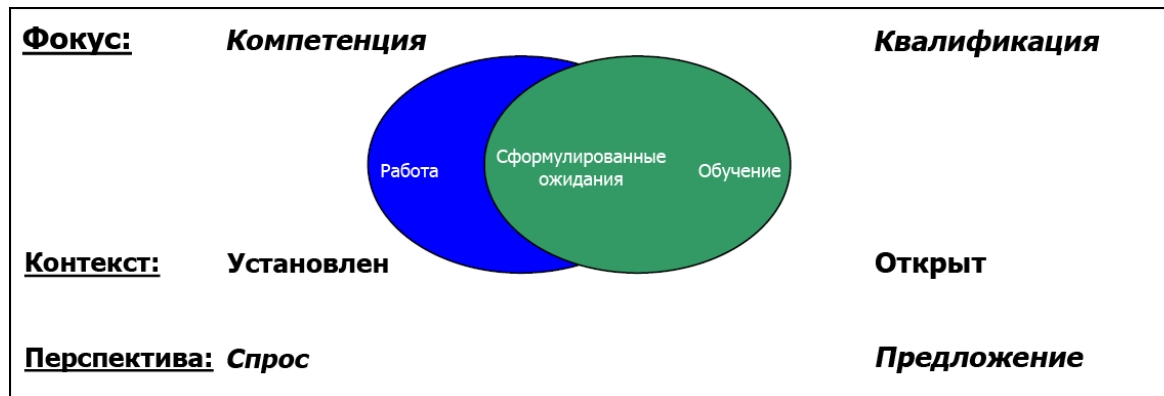 Фокус: Компетенция Квалификация
Работа Сформулированные ожидания Обучение
Контекст: Установлен Открыт
Перспектива: Спрос Предложение